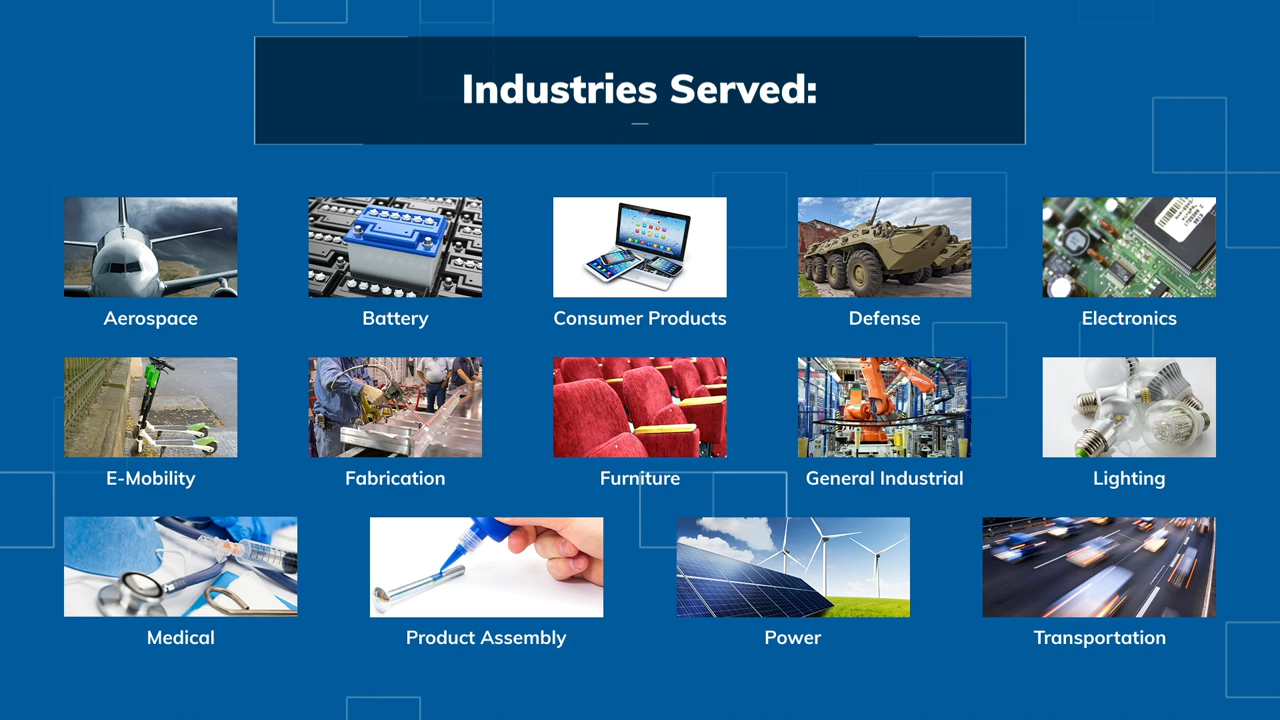 Industries Served:
Aerospace
Battery
Consumer Products
Defense
Electronics
E-Mobility
Fabrication
Furniture
General Industrial
Lighting
Medical
Product Assembly
Power
Transportation